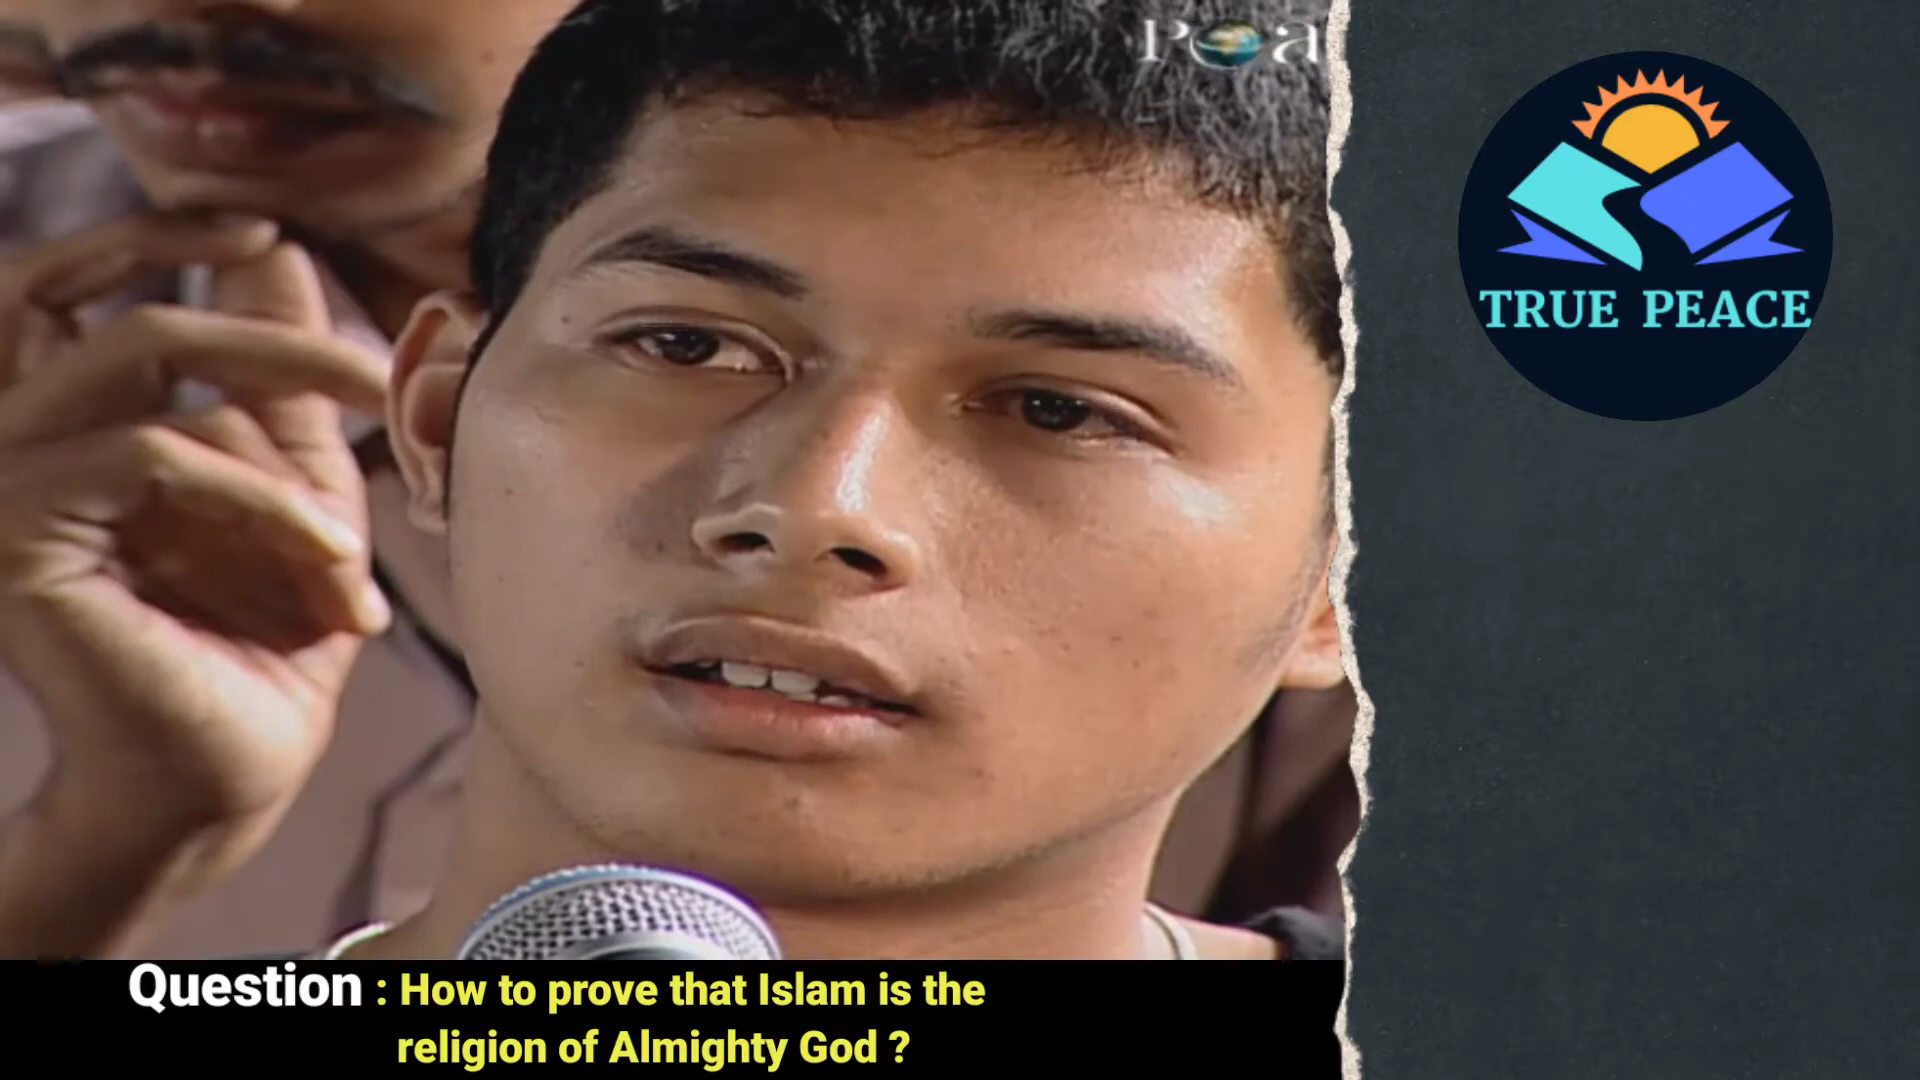 TRUE PEACE
Question : How to prove that Islam is the
religion of Almighty God ?